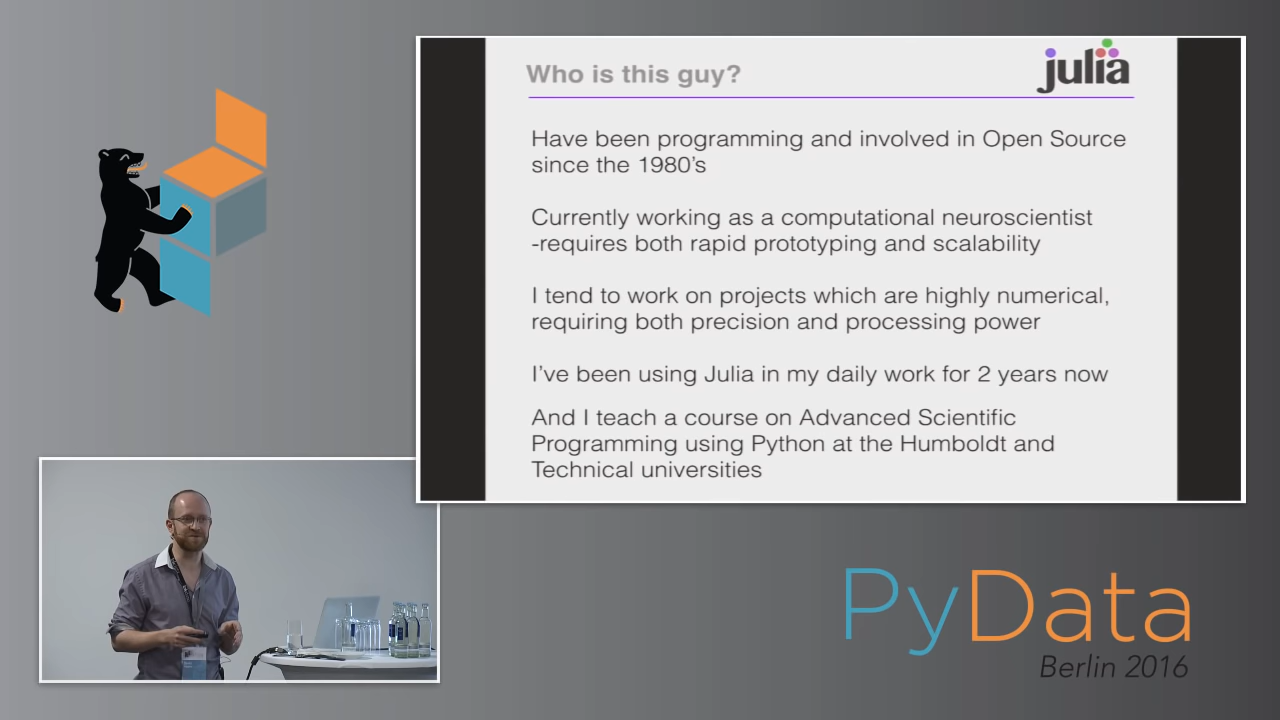 Who is this guy?
julia
Have been programming and involved in Open Source
since the 1980's
Currently working as a computational neuroscientist
-requires both rapid prototyping and scalability
I tend to work on projects which are highly numerical,
requiring both precision and processing power
I've been using Julia in my daily work for 2 years now
And I teach a course on Advanced Scientific
Programming using Python at the Humboldt and
Technical universities
PyData
Berlin 2016